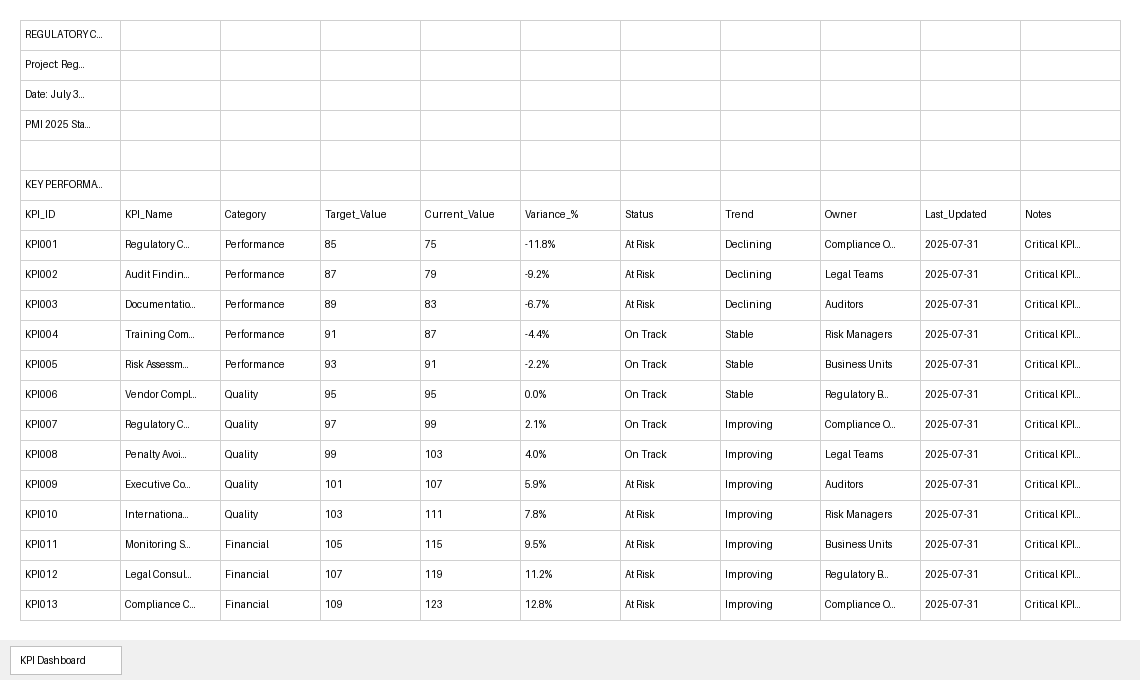 REGULATORY C...
Project: Reg...
Date: July 3...
PMI 2025 Sta...
KEY PERFORMA...
KPI_ID KPI_Name Category Target_Value Current_Value Variance_% Status Trend Owner Last_Updated Notes
KPI001 Regulatory C... Performance 85 75 -11.8% At Risk Declining Compliance O... 2025-07-31 Critical KPI...
KPI002 Audit Findin... Performance 87 79 -9.2% At Risk Declining Legal Teams 2025-07-31 Critical KPI...
KPI003 Documentatio... Performance 89 83 -6.7% At Risk Declining Auditors 2025-07-31 Critical KPI...
KPI004 Training Com... Performance 91 87 -4.4% On Track Stable Risk Managers 2025-07-31 Critical KPI...
KPI005 Risk Assessm... Performance 93 91 -2.2% On Track Stable Business Units 2025-07-31 Critical KPI...
KPI006 Vendor Compl... Quality 95 95 0.0% On Track Stable Regulatory B... 2025-07-31 Critical KPI...
KPI007 Regulatory C... Quality 97 99 2.1% On Track Improving Compliance O... 2025-07-31 Critical KPI...
KPI008 Penalty Avoi... Quality 99 103 4.0% On Track Improving Legal Teams 2025-07-31 Critical KPI...
KPI009 Executive Co... Quality 101 107 5.9% At Risk Improving Auditors 2025-07-31 Critical KPI...
KPI010 Internationa... Quality 103 111 7.8% At Risk Improving Risk Managers 2025-07-31 Critical KPI...
KPI011 Monitoring S... Financial 105 115 9.5% At Risk Improving Business Units 2025-07-31 Critical KPI...
KPI012 Legal Consul... Financial 107 119 11.2% At Risk Improving Regulatory B... 2025-07-31 Critical KPI...
KPI013 Compliance C... Financial 109 123 12.8% At Risk Improving Compliance O... 2025-07-31 Critical KPI...
KPI Dashboard